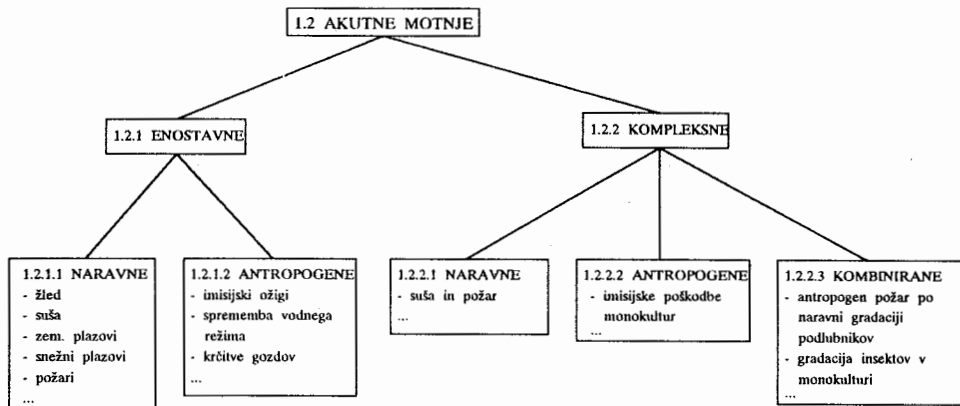 1.2 AKUTNE MOTNJE
1.2.1 ENOSTAVNE
1.2.2 KOMPLEKSNE
1.2.1.1 NARAVNE
- žled
- suša
- zem. plazovi
- snežni plazovi
- požari
...
1.2.1.2 ANTROPOGENE
- imisijski ožigi
- sprememba vodnega
režima
- krčitve gozdov
...
1.2.2.1 NARAVNE
- suša in požar
...
1.2.2.2 ANTROPOGENE
- imisijske poškodbe
monokultur
...
1.2.2.3 KOMBINIRANE
- antropogen požar po
naravni gradaciji
podlubnikov
- gradacija insektov v
monokulturi
...